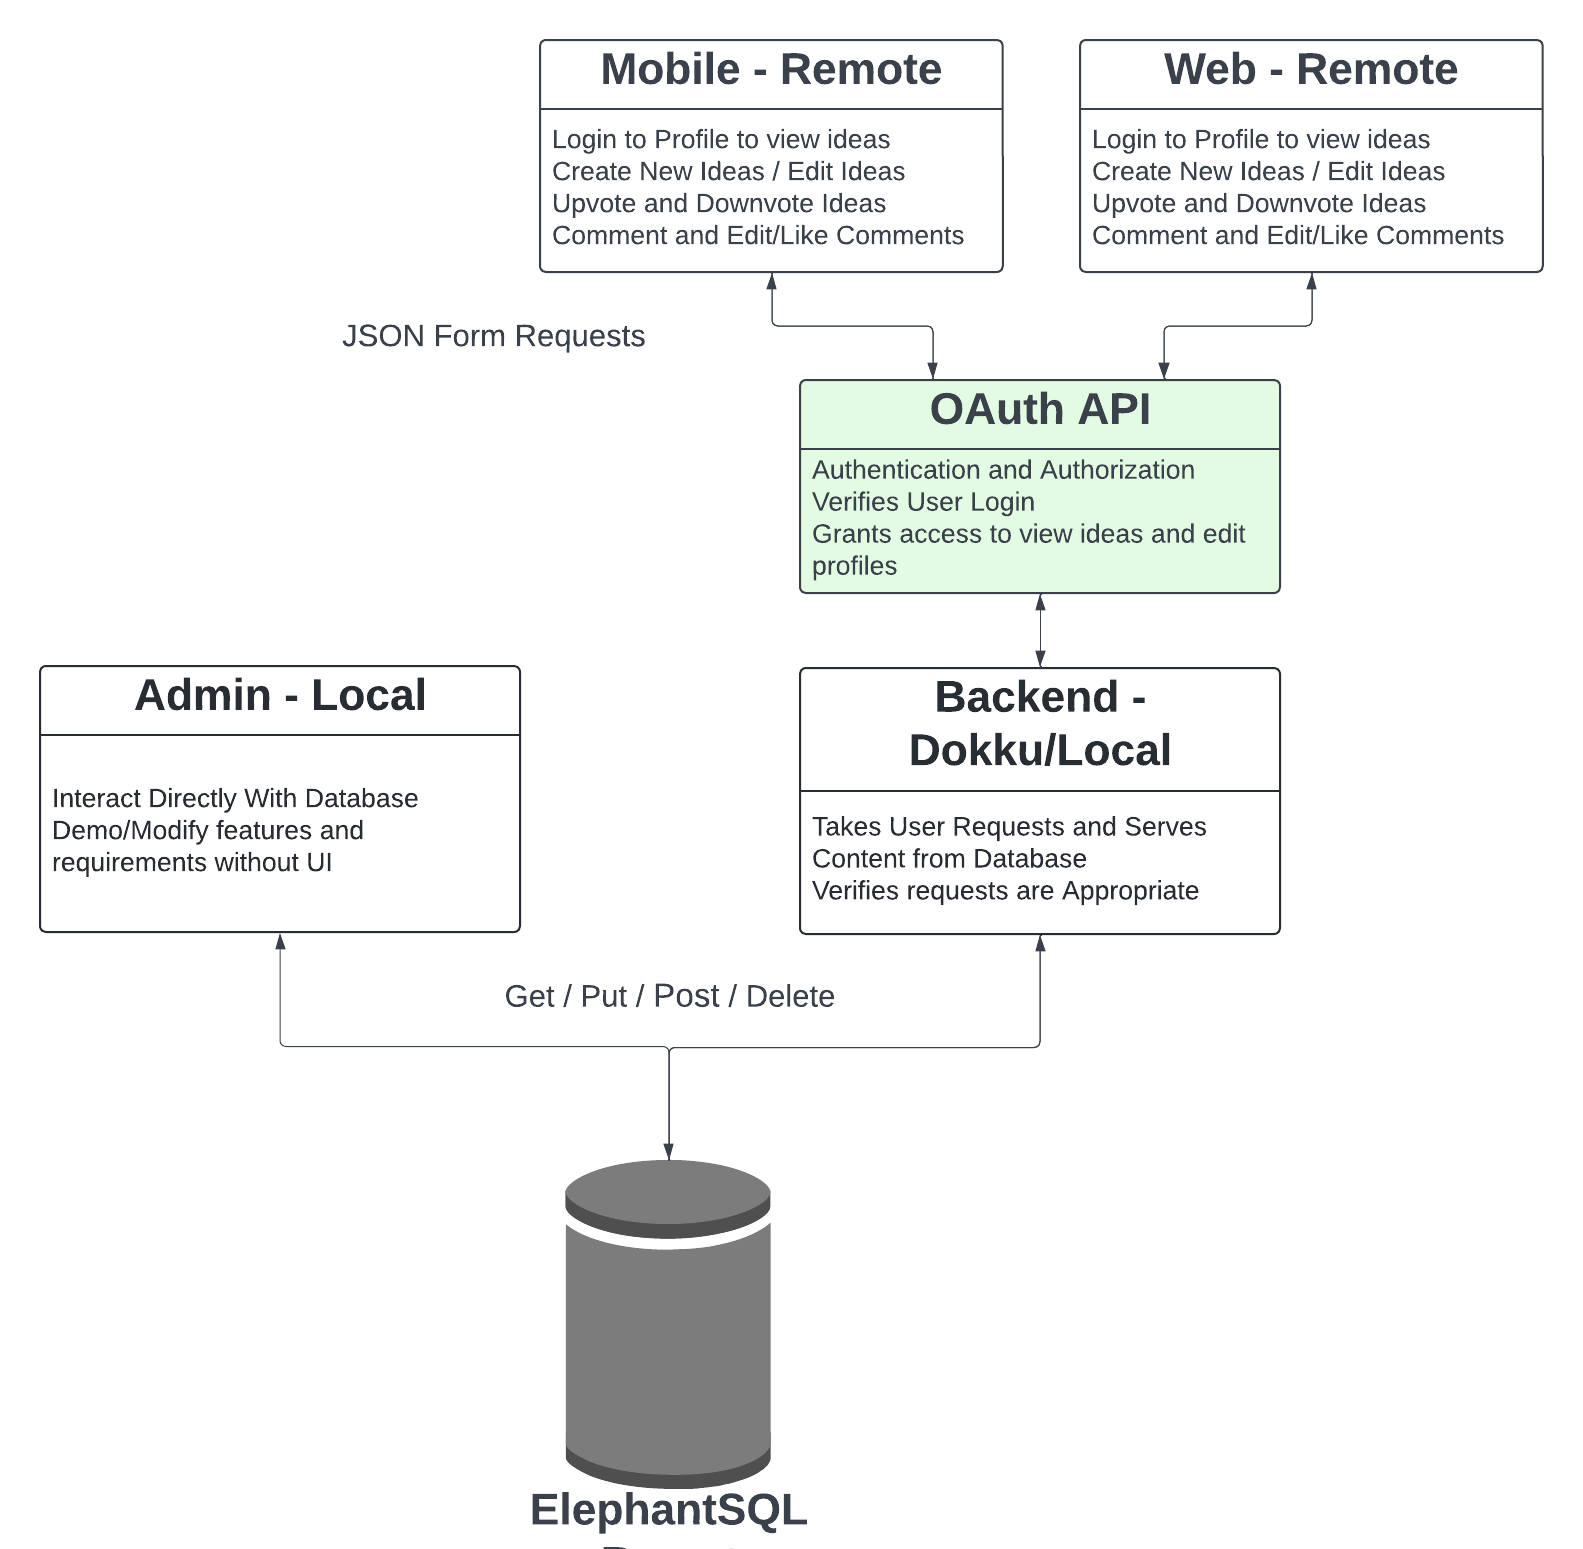 Mobile - Remote
Login to Profile to view ideas
Create New Ideas / Edit Ideas
Upvote and Downvote Ideas
Comment and Edit/Like Comments
Web - Remote
Login to Profile to view ideas
Create New Ideas / Edit Ideas
Upvote and Downvote Ideas
Comment and Edit/Like Comments
JSON Form Requests
OAuth API
Authentication and Authorization
Verifies User Login
Grants access to view ideas and edit
profiles
Admin - Local
Interact Directly With Database
Demo/Modify features and
requirements without UI
Backend -
Dokku/Local
Takes User Requests and Serves
Content from Database
Verifies requests are Appropriate
Get / Put / Post / Delete
ElephantSQL